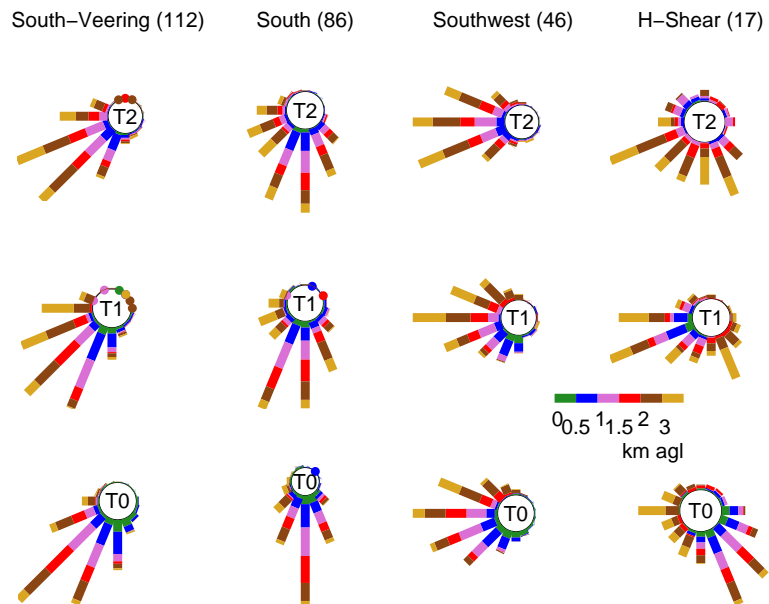 South−Veering (112) South (86) Southwest (46) H−Shear (17)
T2 T2 T2 T2
T1 T1 T1 T1
0 0.5 1 1.5 2 3
km agl
T0 T0 T0 T0